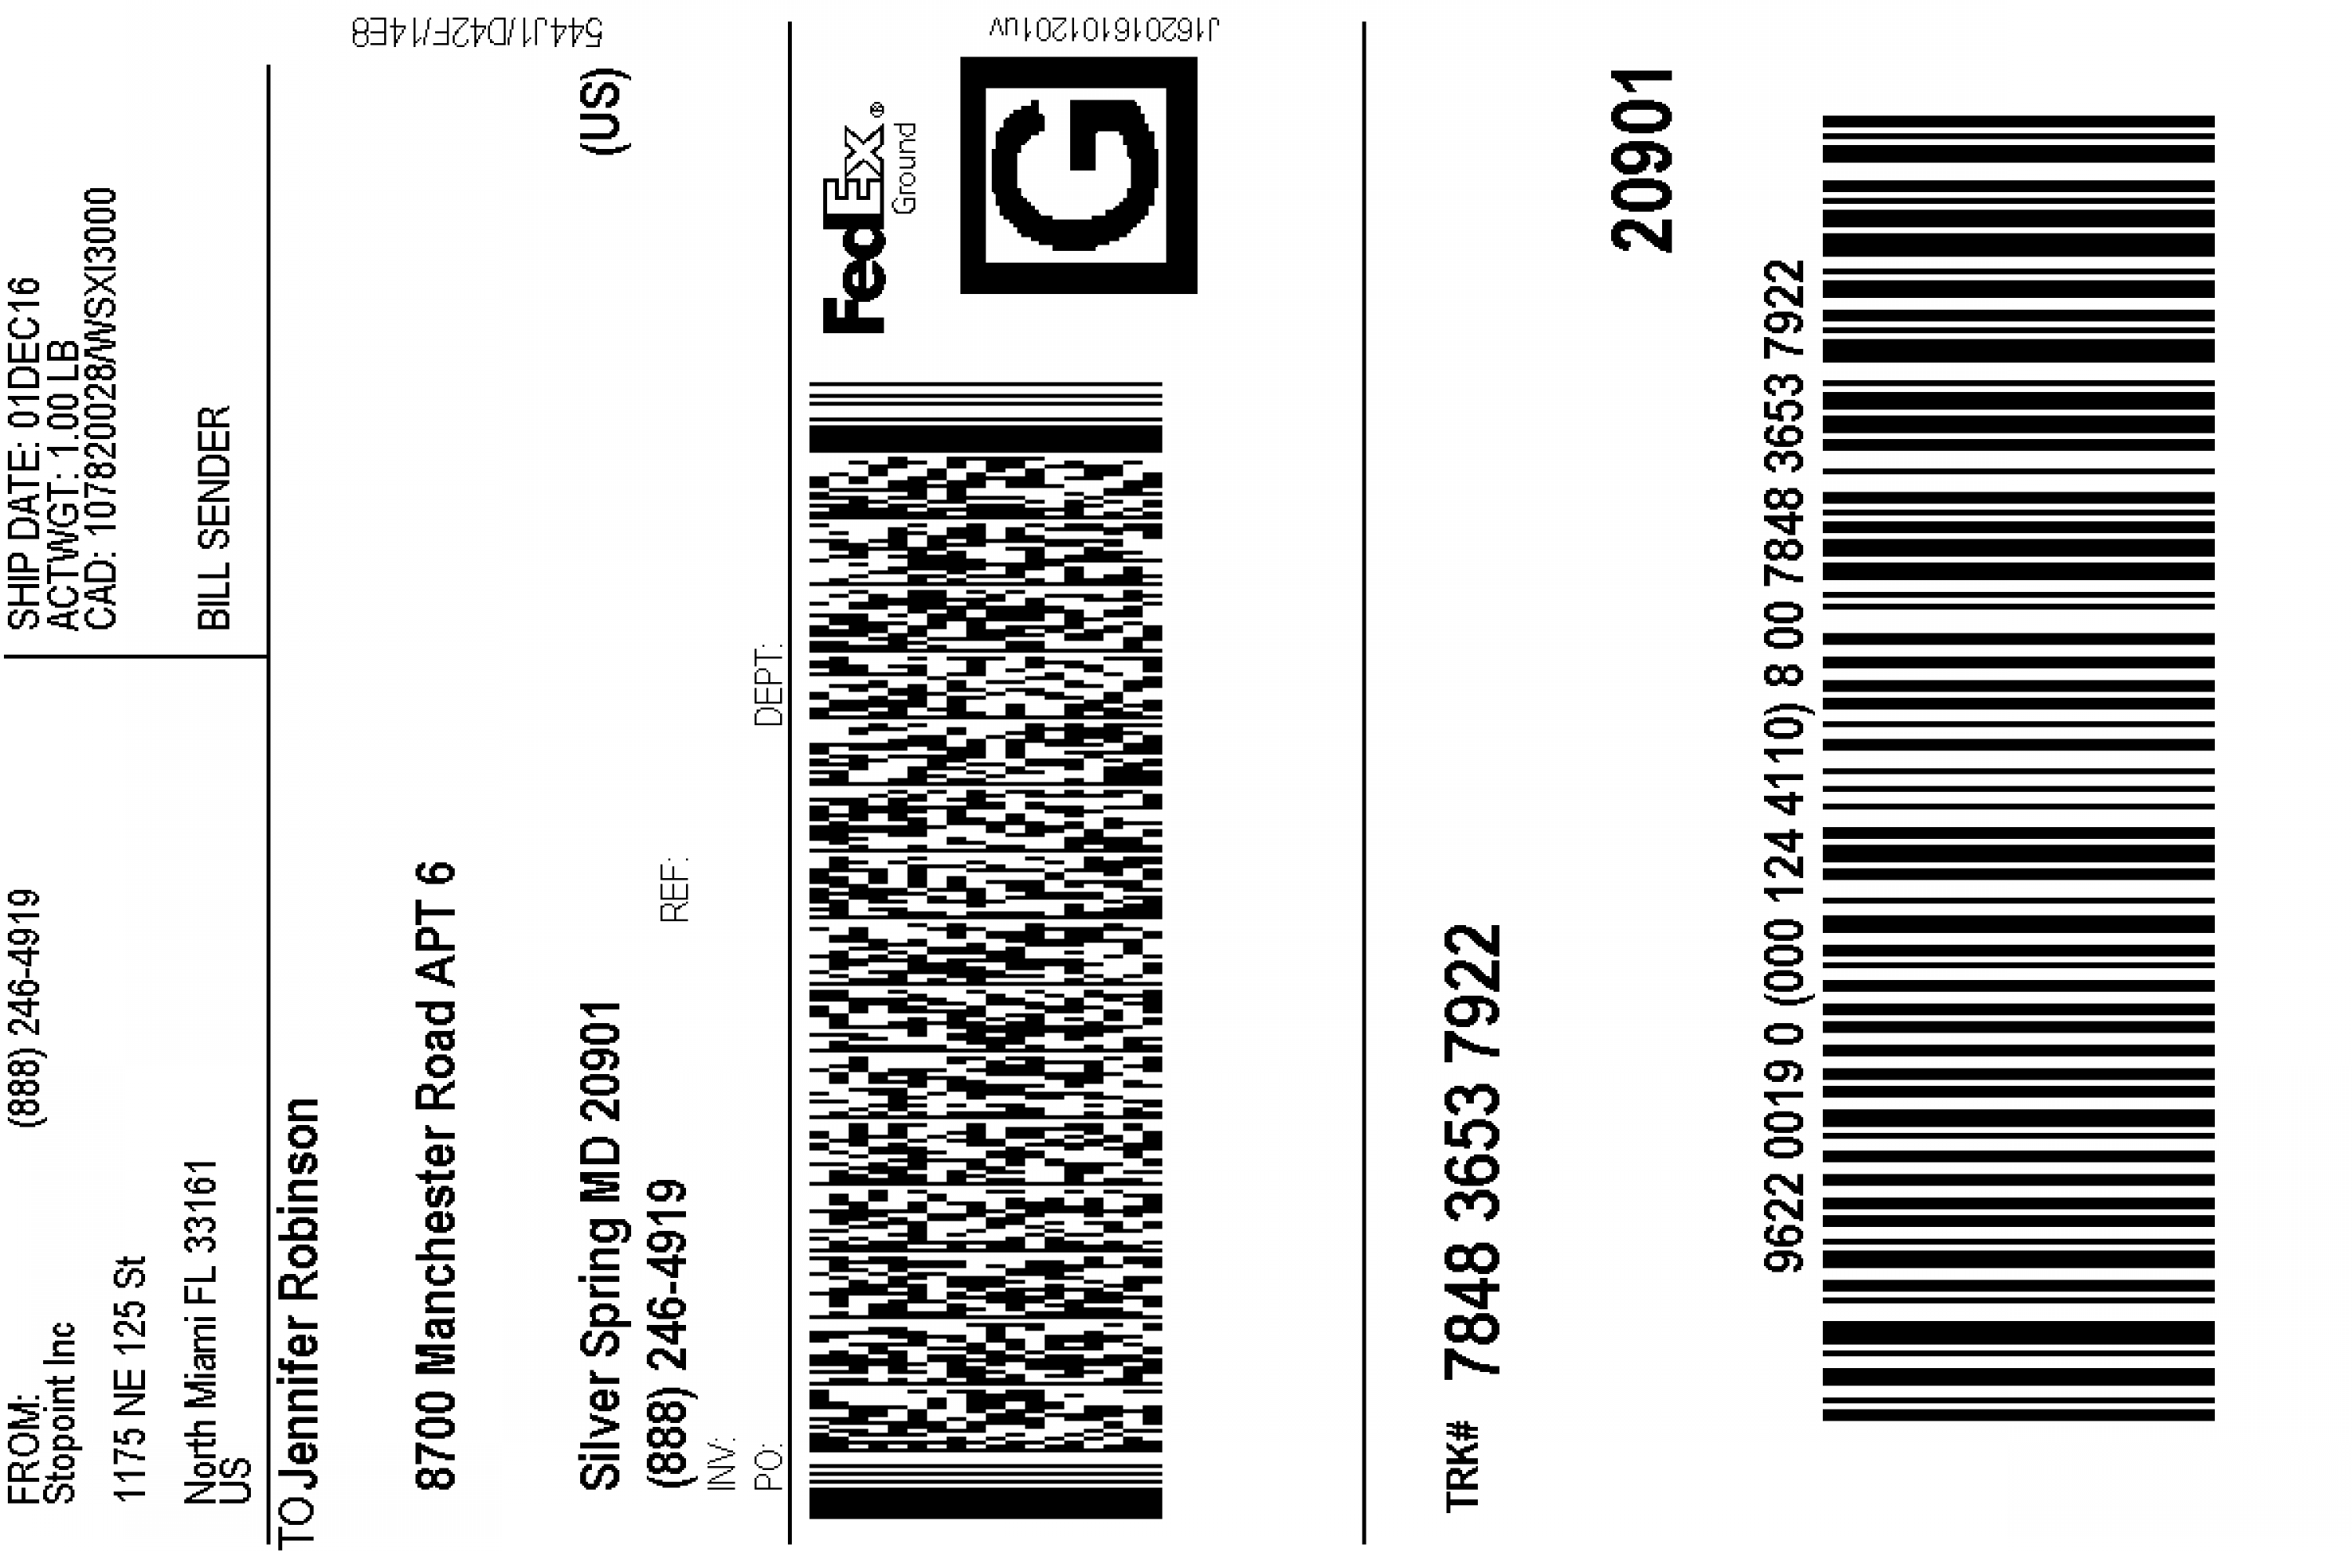 FROM:
(888) 246-4919
Stopoint Inc
1175 NE 125 St
North Miami FL 33161
US
SHIP DATE: 01DEC16
ACTWGT: 1.00 LB
CAD: 107820028/WSXI3000
BILL SENDER
TO Jennifer Robinson
8700 Manchester Road APT 6
Silver Spring MD 20901
(US)
(888) 246-4919
REF:
INV:
PO:
DEPT:
544J1/D42F/14E8
FedEx®
Ground
G
J162016101201uv
TRK# 7848 3653 7922
20901
9622 0019 0 (000 124 4110) 8 00 7848 3653 7922